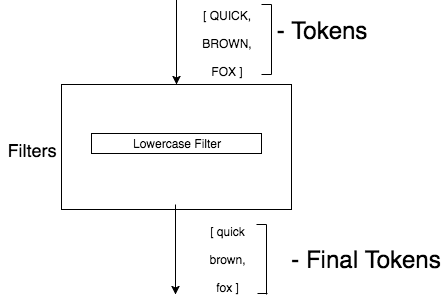 [ QUICK,
BROWN,
FOX ]
- Tokens
Filters
Lowercase Filter
[ quick
brown,
fox ]
- Final Tokens